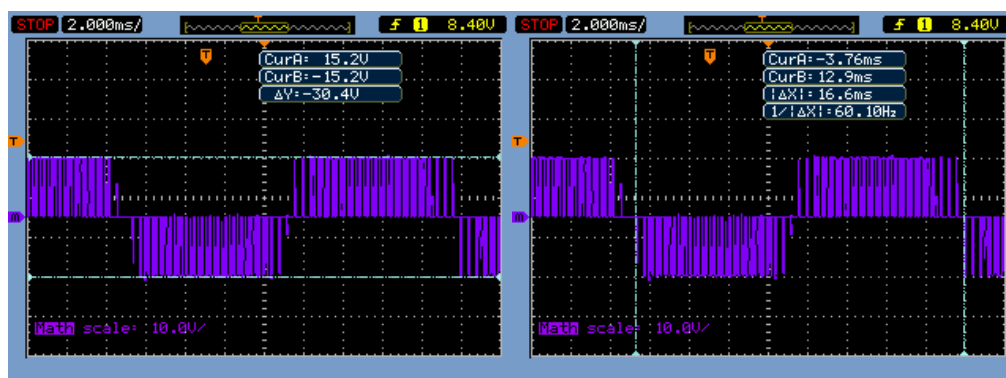 STOP 2.000ms/ T ƒ 1 8.40V
T
CurA: 15.2V
CurB:-15.2V
ΔY:-30.4V
T
m
Math scale: 10.0V/
STOP 2.000ms/ T ƒ 1 8.40V
T
CurA:-3.76ms
CurB: 12.9ms
|ΔX|: 16.6ms
1/|ΔX|: 60.10Hz
T
m
Math scale: 10.0V/